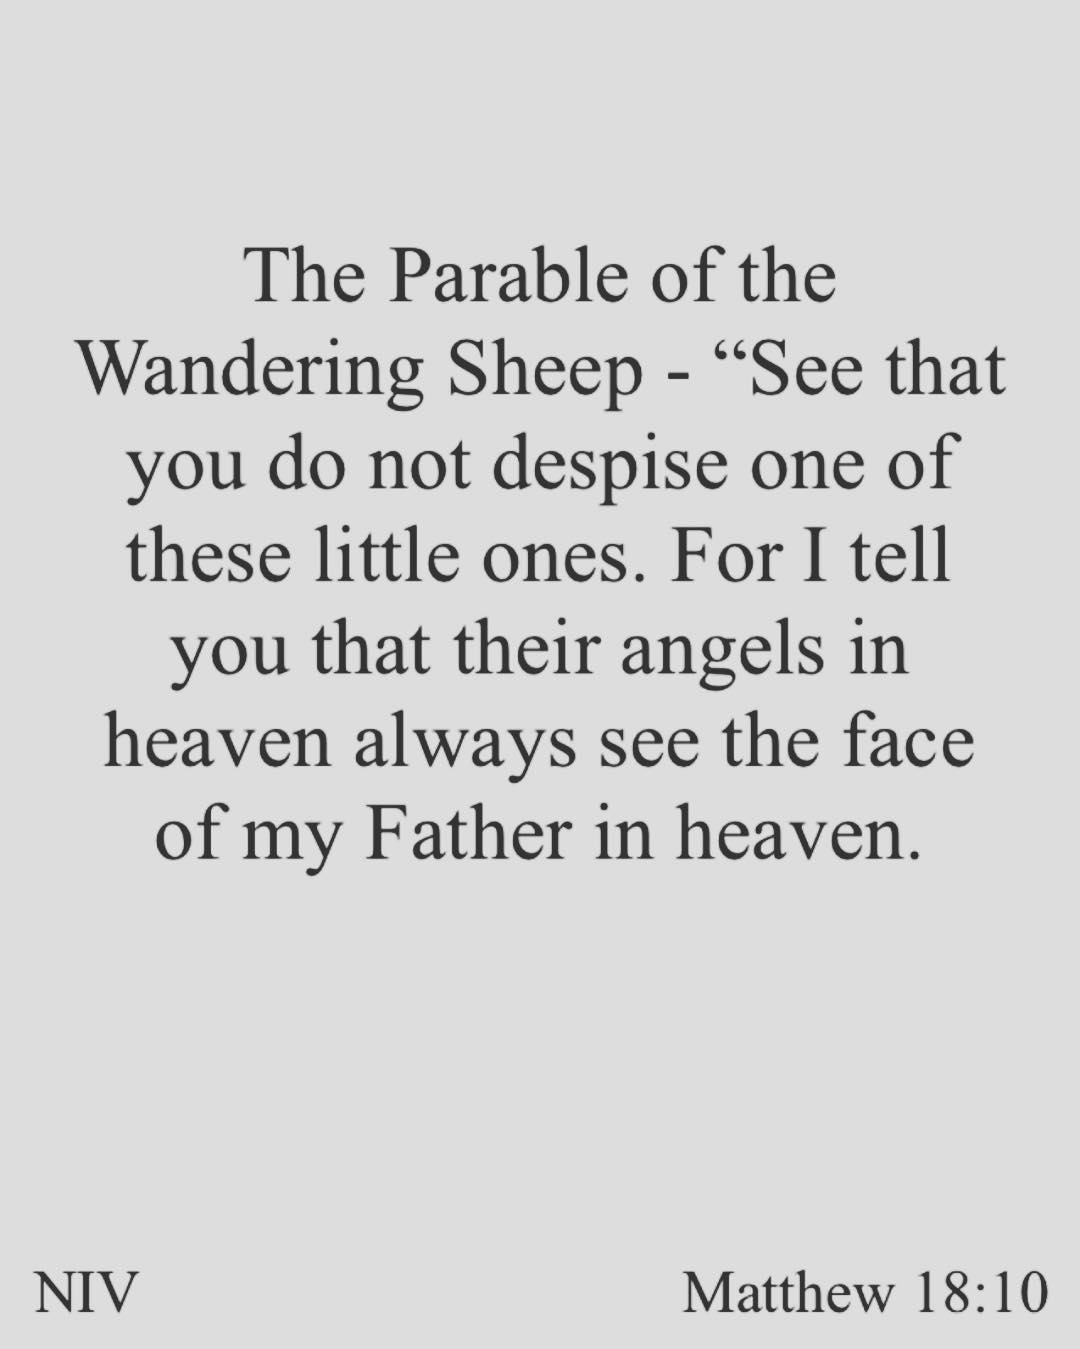 The Parable of the
Wandering Sheep - “See that
you do not despise one of
these little ones. For I tell
you that their angels in
heaven always see the face
of my Father in heaven.
NIV
Matthew 18:10